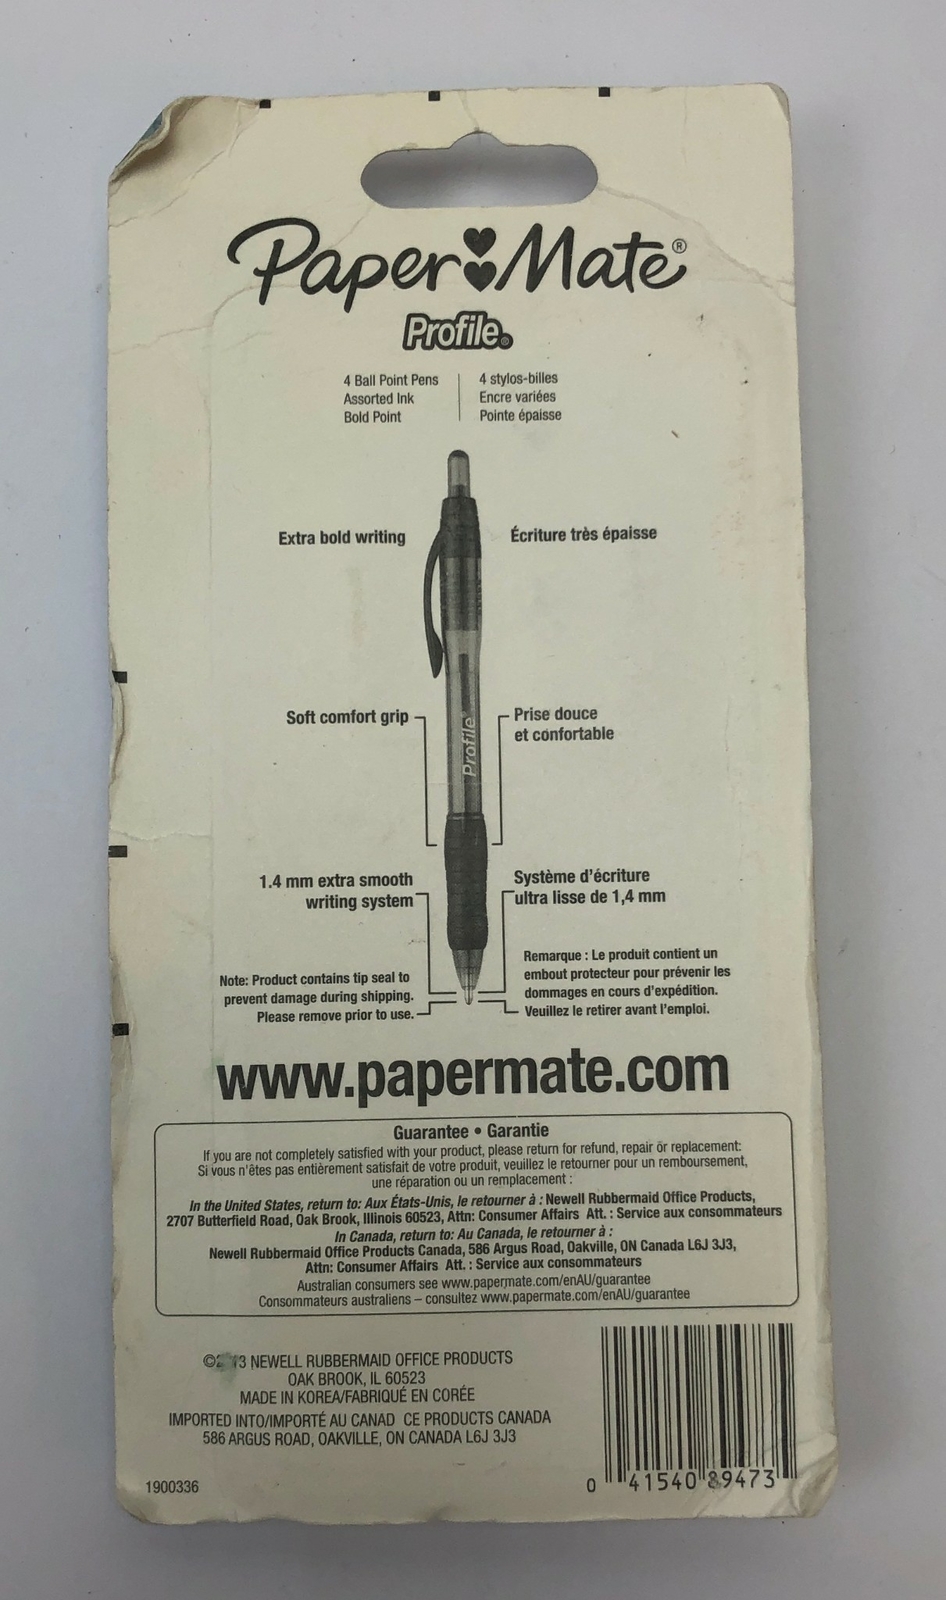 Paper Mate®
Profile®
4 Ball Point Pens
Assorted Ink
Bold Point
4 stylos-billes
Encre variées
Pointe épaisse
Extra bold writing
Écriture très épaisse
Soft comfort grip
Prise douce
et confortable
Profile®
1.4 mm extra smooth
writing system
Système d'écriture
ultra lisse de 1,4 mm
Note: Product contains tip seal to
prevent damage during shipping.
Please remove prior to use.
Remarque : Le produit contient un
embout protecteur pour prévenir les
dommages en cours d'expédition.
Veuillez le retirer avant l'emploi.
www.papermate.com
Guarantee • Garantie
If you are not completely satisfied with your product, please return for refund, repair or replacement:
Si vous n'êtes pas entièrement satisfait de votre produit, veuillez le retourner pour un remboursement,
une réparation ou un remplacement :
In the United States, return to: Aux États-Unis, le retourner à : Newell Rubbermaid Office Products,
2707 Butterfield Road, Oak Brook, Illinois 60523, Attn: Consumer Affairs Att. : Service aux consommateurs
In Canada, return to: Au Canada, le retourner à :
Newell Rubbermaid Office Products Canada, 586 Argus Road, Oakville, ON Canada L6J 3J3,
Attn: Consumer Affairs Att. : Service aux consommateurs
Australian consumers see www.papermate.com/enAU/guarantee
Consommateurs australiens – consultez www.papermate.com/enAU/guarantee
© NEWELL RUBBERMAID OFFICE PRODUCTS
OAK BROOK, IL 60523
MADE IN KOREA/FABRIQUÉ EN CORÉE
IMPORTED INTO/IMPORTÉ AU CANAD CE PRODUCTS CANADA
586 ARGUS ROAD, OAKVILLE, ON CANADA L6J 3J3
1900336
0 41540 89473